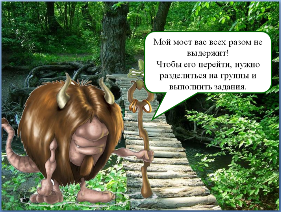 Мой мост вас всех разом не
выдержит!
Чтобы его перейти, нужно
разделиться на группы и
выполнить задания.